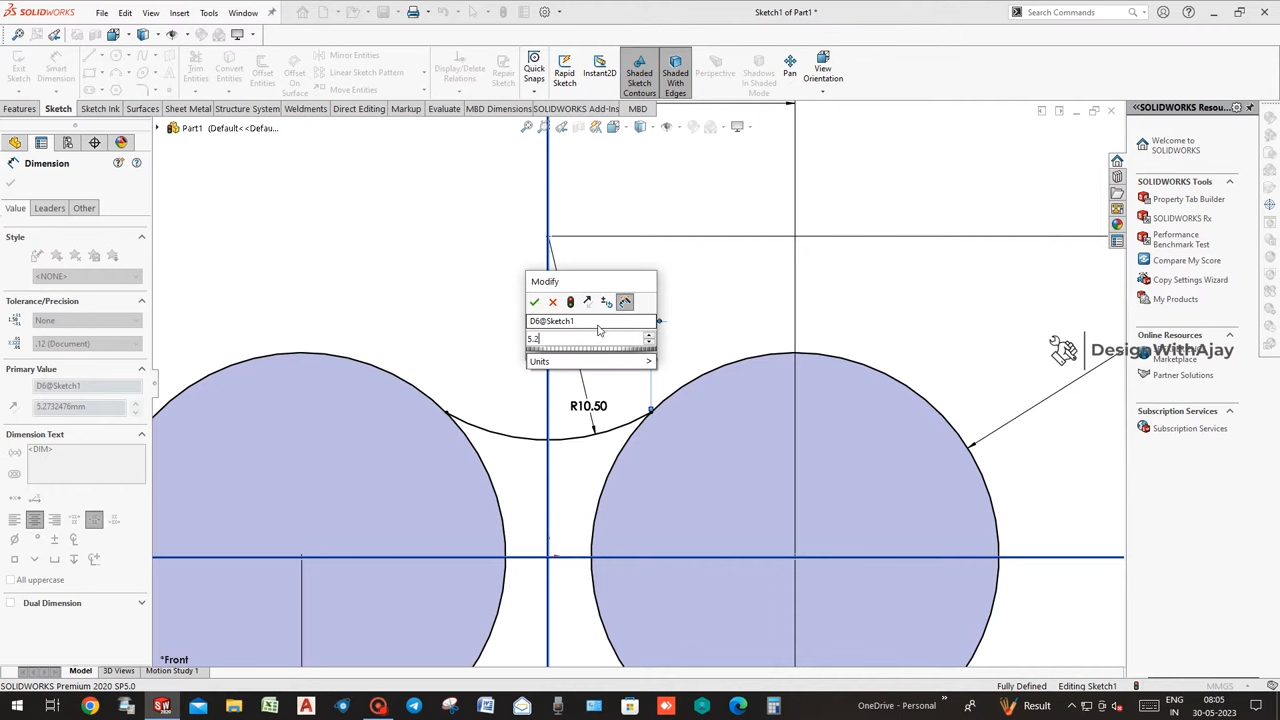 SOLIDWORKS
File
Edit
View
Insert
Tools
Window
Sketch1 of Part1 *
Search Commands
Exit Sketch
Smart Dimension
Trim Entities
Convert Entities
Offset Entities
Offset On Surface
Mirror Entities
Linear Sketch Pattern
Move Entities
Display/Delete Relations
Repair Sketch
Quick Snaps
Rapid Sketch
Instant2D
Shaded Sketch Contours
Shaded With Edges
Perspective
Shadows In Shaded Mode
Pan
View Orientation
Features
Sketch
Sketch Ink
Surfaces
Sheet Metal
Structure System
Weldments
Direct Editing
Markup
Evaluate
MBD Dimensions
SOLIDWORKS Add-Ins
MBD
Part1 (Default<<Defau...
Dimension
Value
Leaders
Other
Style
<NONE>
Tolerance/Precision
None
.12 (Document)
Primary Value
D6@Sketch1
5.2732476mm
Dimension Text
<DIM>
All uppercase
Dual Dimension
Modify
D6@Sketch1
5.2
Units
R10.50
*Front
DesignWithAjay
SOLIDWORKS Resou...
Welcome to SOLIDWORKS
SOLIDWORKS Tools
Property Tab Builder
SOLIDWORKS Rx
Performance Benchmark Test
Compare My Score
Copy Settings Wizard
My Products
Online Resources
Marketplace
Partner Solutions
Subscription Services
Subscription Services
Model
3D Views
Motion Study 1
SOLIDWORKS Premium 2020 SP5.0
Fully Defined
Editing Sketch1
MMGS
OneDrive - Personal
Result
ENG
IN
08:05
30-05-2023